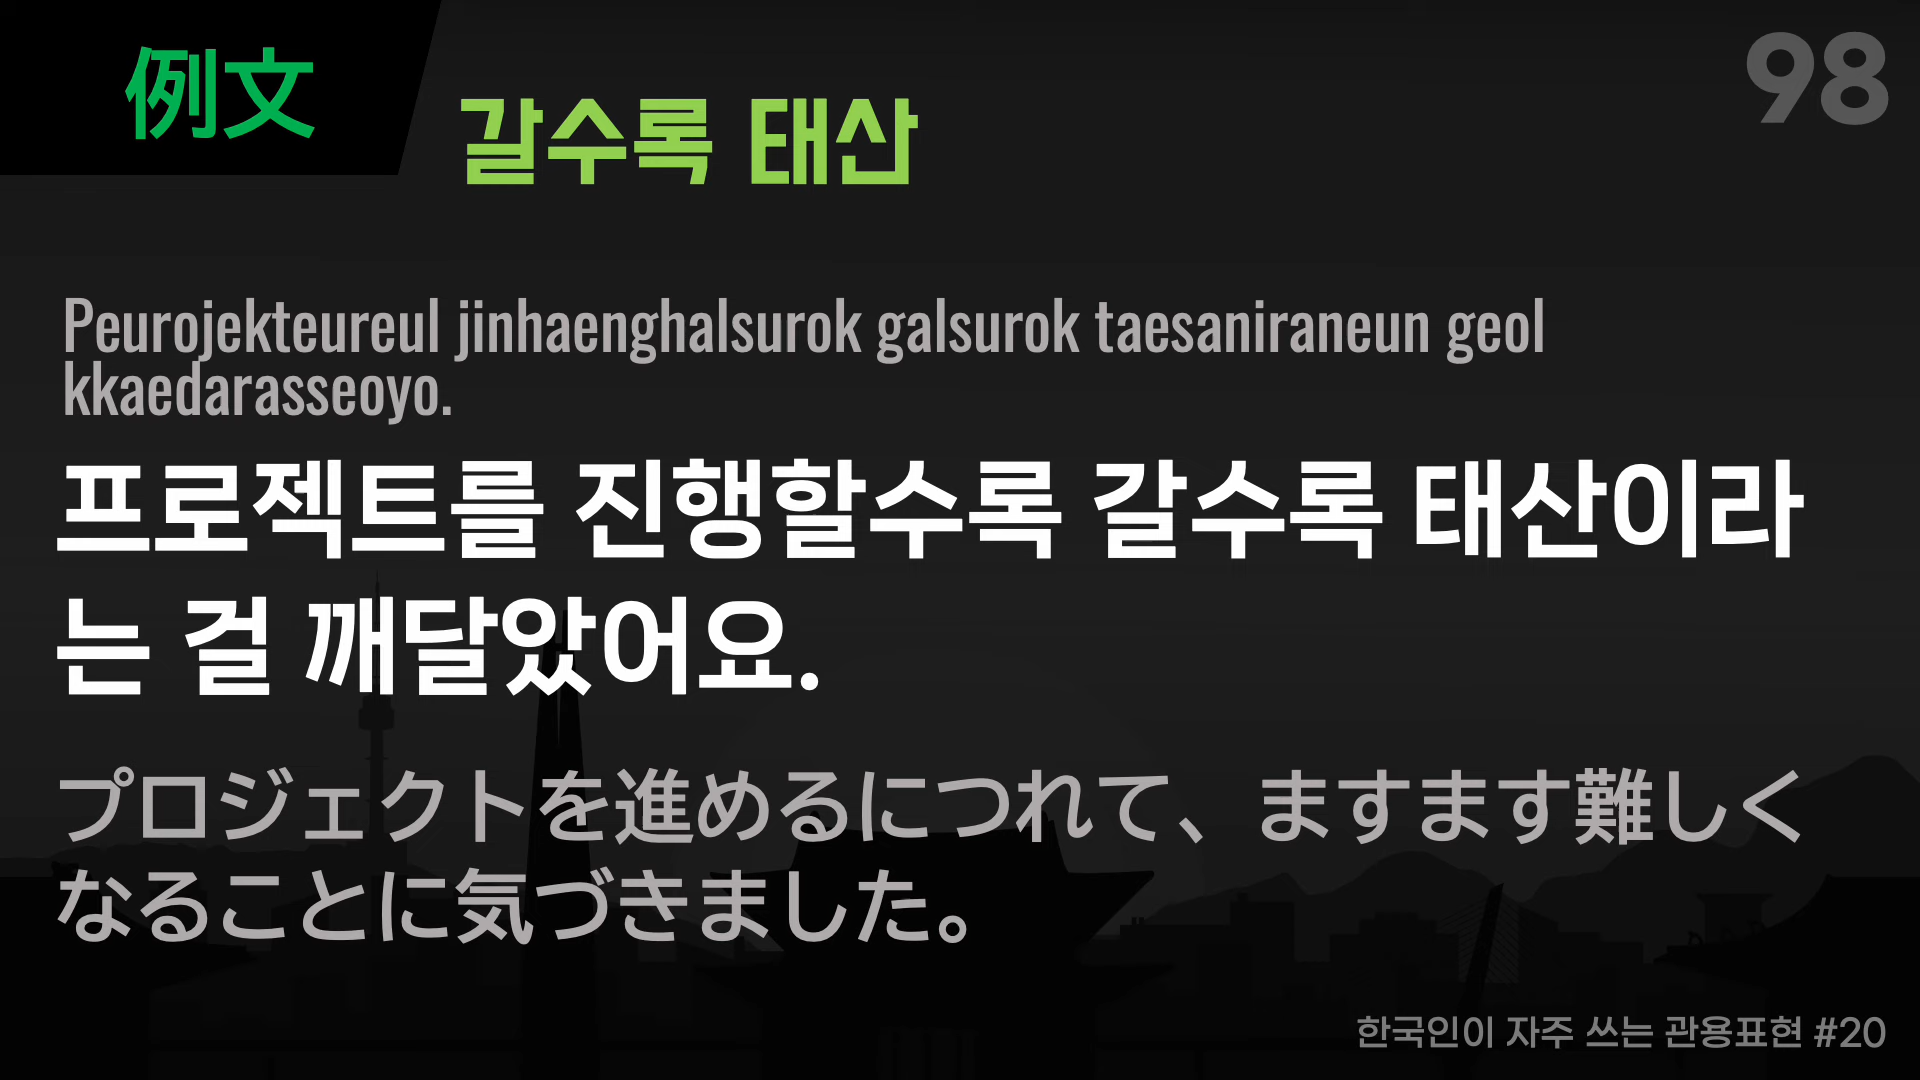 例文
98
갈수록 태산
Peurojekteureul jinhaenghalsurok galsurok taesaniraneun geol
kkaedarasseoyo.
프로젝트를 진행할수록 갈수록 태산이라
는 걸 깨달았어요.
プロジェクトを進めるにつれて、ますます難しく
なることに気づきました。
한국인이 자주 쓰는 관용표현 #20